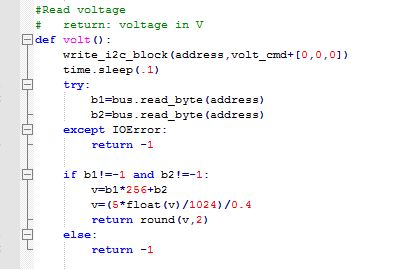 #Read voltage
#   return: voltage in V
def volt():
    write_i2c_block(address,volt_cmd+[0,0,0])
    time.sleep(.1)
    try:
        b1=bus.read_byte(address)
        b2=bus.read_byte(address)
    except IOError:
        return -1

    if b1!=-1 and b2!=-1:
        v=b1*256+b2
        v=(5*float(v)/1024)/0.4
        return round(v,2)
    else:
        return -1